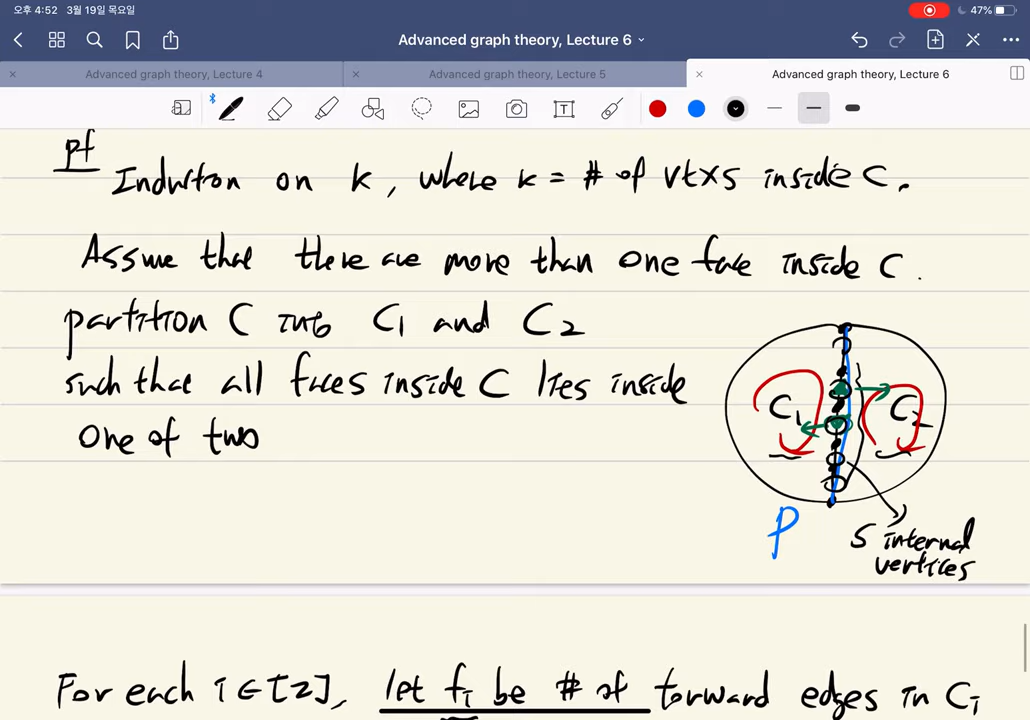 오후 4:52 3월 19일 목요일
47%
Advanced graph theory, Lecture 6
Advanced graph theory, Lecture 4
Advanced graph theory, Lecture 5
Advanced graph theory, Lecture 6
T
pf
Induction on k, where k = # of vtxs inside C.
Assume that there are more than one face inside C.
partition C into C1 and C2
such that all faces inside C lies inside
one of two
C1 C2
P
S internal
vertices
For each i ∈ [2], let fi be # of forward edges in Ci